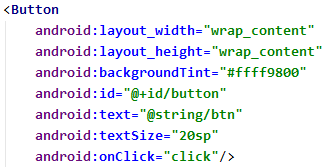 <Button
android:layout_width="wrap_content"
android:layout_height="wrap_content"
android:backgroundTint="#ffff9800"
android:id="@+id/button"
android:text="@string/btn"
android:textSize="20sp"
android:onClick="click"/>